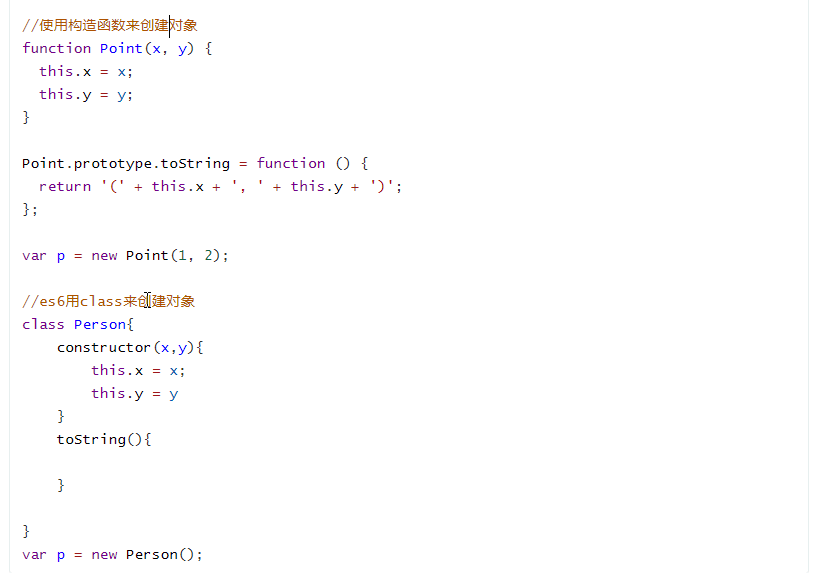 //使用构造函数来创建对象
function Point(x, y) {
  this.x = x;
  this.y = y;
}
Point.prototype.toString = function () {
  return '(' + this.x + ', ' + this.y + ')';
};
var p = new Point(1, 2);
//es6用class来创建对象
class Person{
    constructor(x,y){
        this.x = x;
        this.y = y
    }
    toString(){
    }
}
var p = new Person();